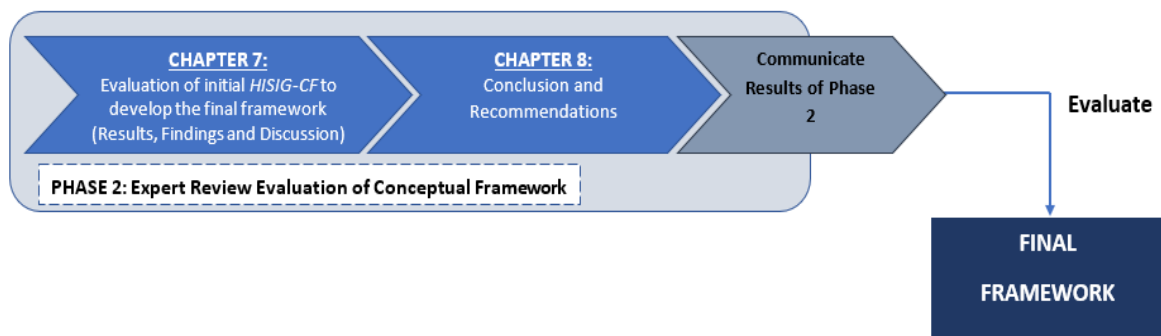 CHAPTER 7:
Evaluation of initial HISIG-CF to
develop the final framework
(Results, Findings and Discussion)
CHAPTER 8:
Conclusion and
Recommendations
Communicate
Results of Phase
2
Evaluate
PHASE 2: Expert Review Evaluation of Conceptual Framework
FINAL
FRAMEWORK